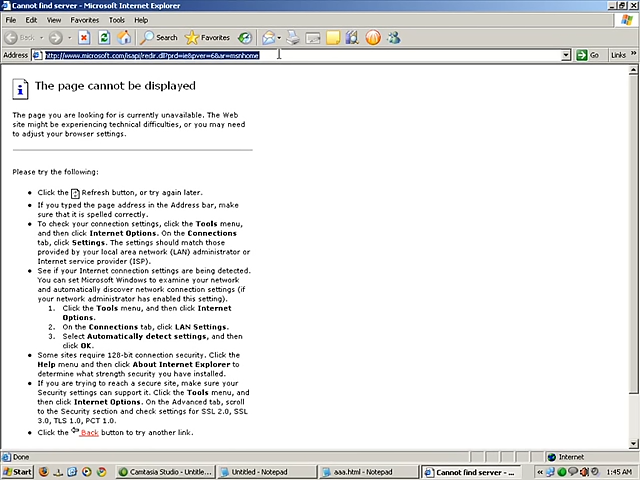 Cannot find server - Microsoft Internet Explorer
File Edit View Favorites Tools Help
Back Search Favorites
Address http://www.microsoft.com/isapi/redir.dll?prd=ie&pver=6&ar=msnhome Go Links »
The page cannot be displayed
The page you are looking for is currently unavailable. The Web
site might be experiencing technical difficulties, or you may need
to adjust your browser settings.
Please try the following:
Click the Refresh button, or try again later.
If you typed the page address in the Address bar, make
sure that it is spelled correctly.
To check your connection settings, click the Tools menu,
and then click Internet Options. On the Connections
tab, click Settings. The settings should match those
provided by your local area network (LAN) administrator or
Internet service provider (ISP).
See if your Internet connection settings are being detected.
You can set Microsoft Windows to examine your network
and automatically discover network connection settings (if
your network administrator has enabled this setting).
1. Click the Tools menu, and then click Internet
Options.
2. On the Connections tab, click LAN Settings.
3. Select Automatically detect settings, and then
click OK.
Some sites require 128-bit connection security. Click the
Help menu and then click About Internet Explorer to
determine what strength security you have installed.
If you are trying to reach a secure site, make sure your
Security settings can support it. Click the Tools menu, and
then click Internet Options. On the Advanced tab, scroll
to the Security section and check settings for SSL 2.0, SSL
3.0, TLS 1.0, PCT 1.0.
Click the Back button to try another link.
Done Internet
Start » Camtasia Studio - Untitle... Untitled - Notepad aaa.html - Notepad Cannot find server - ... « 1:45 AM